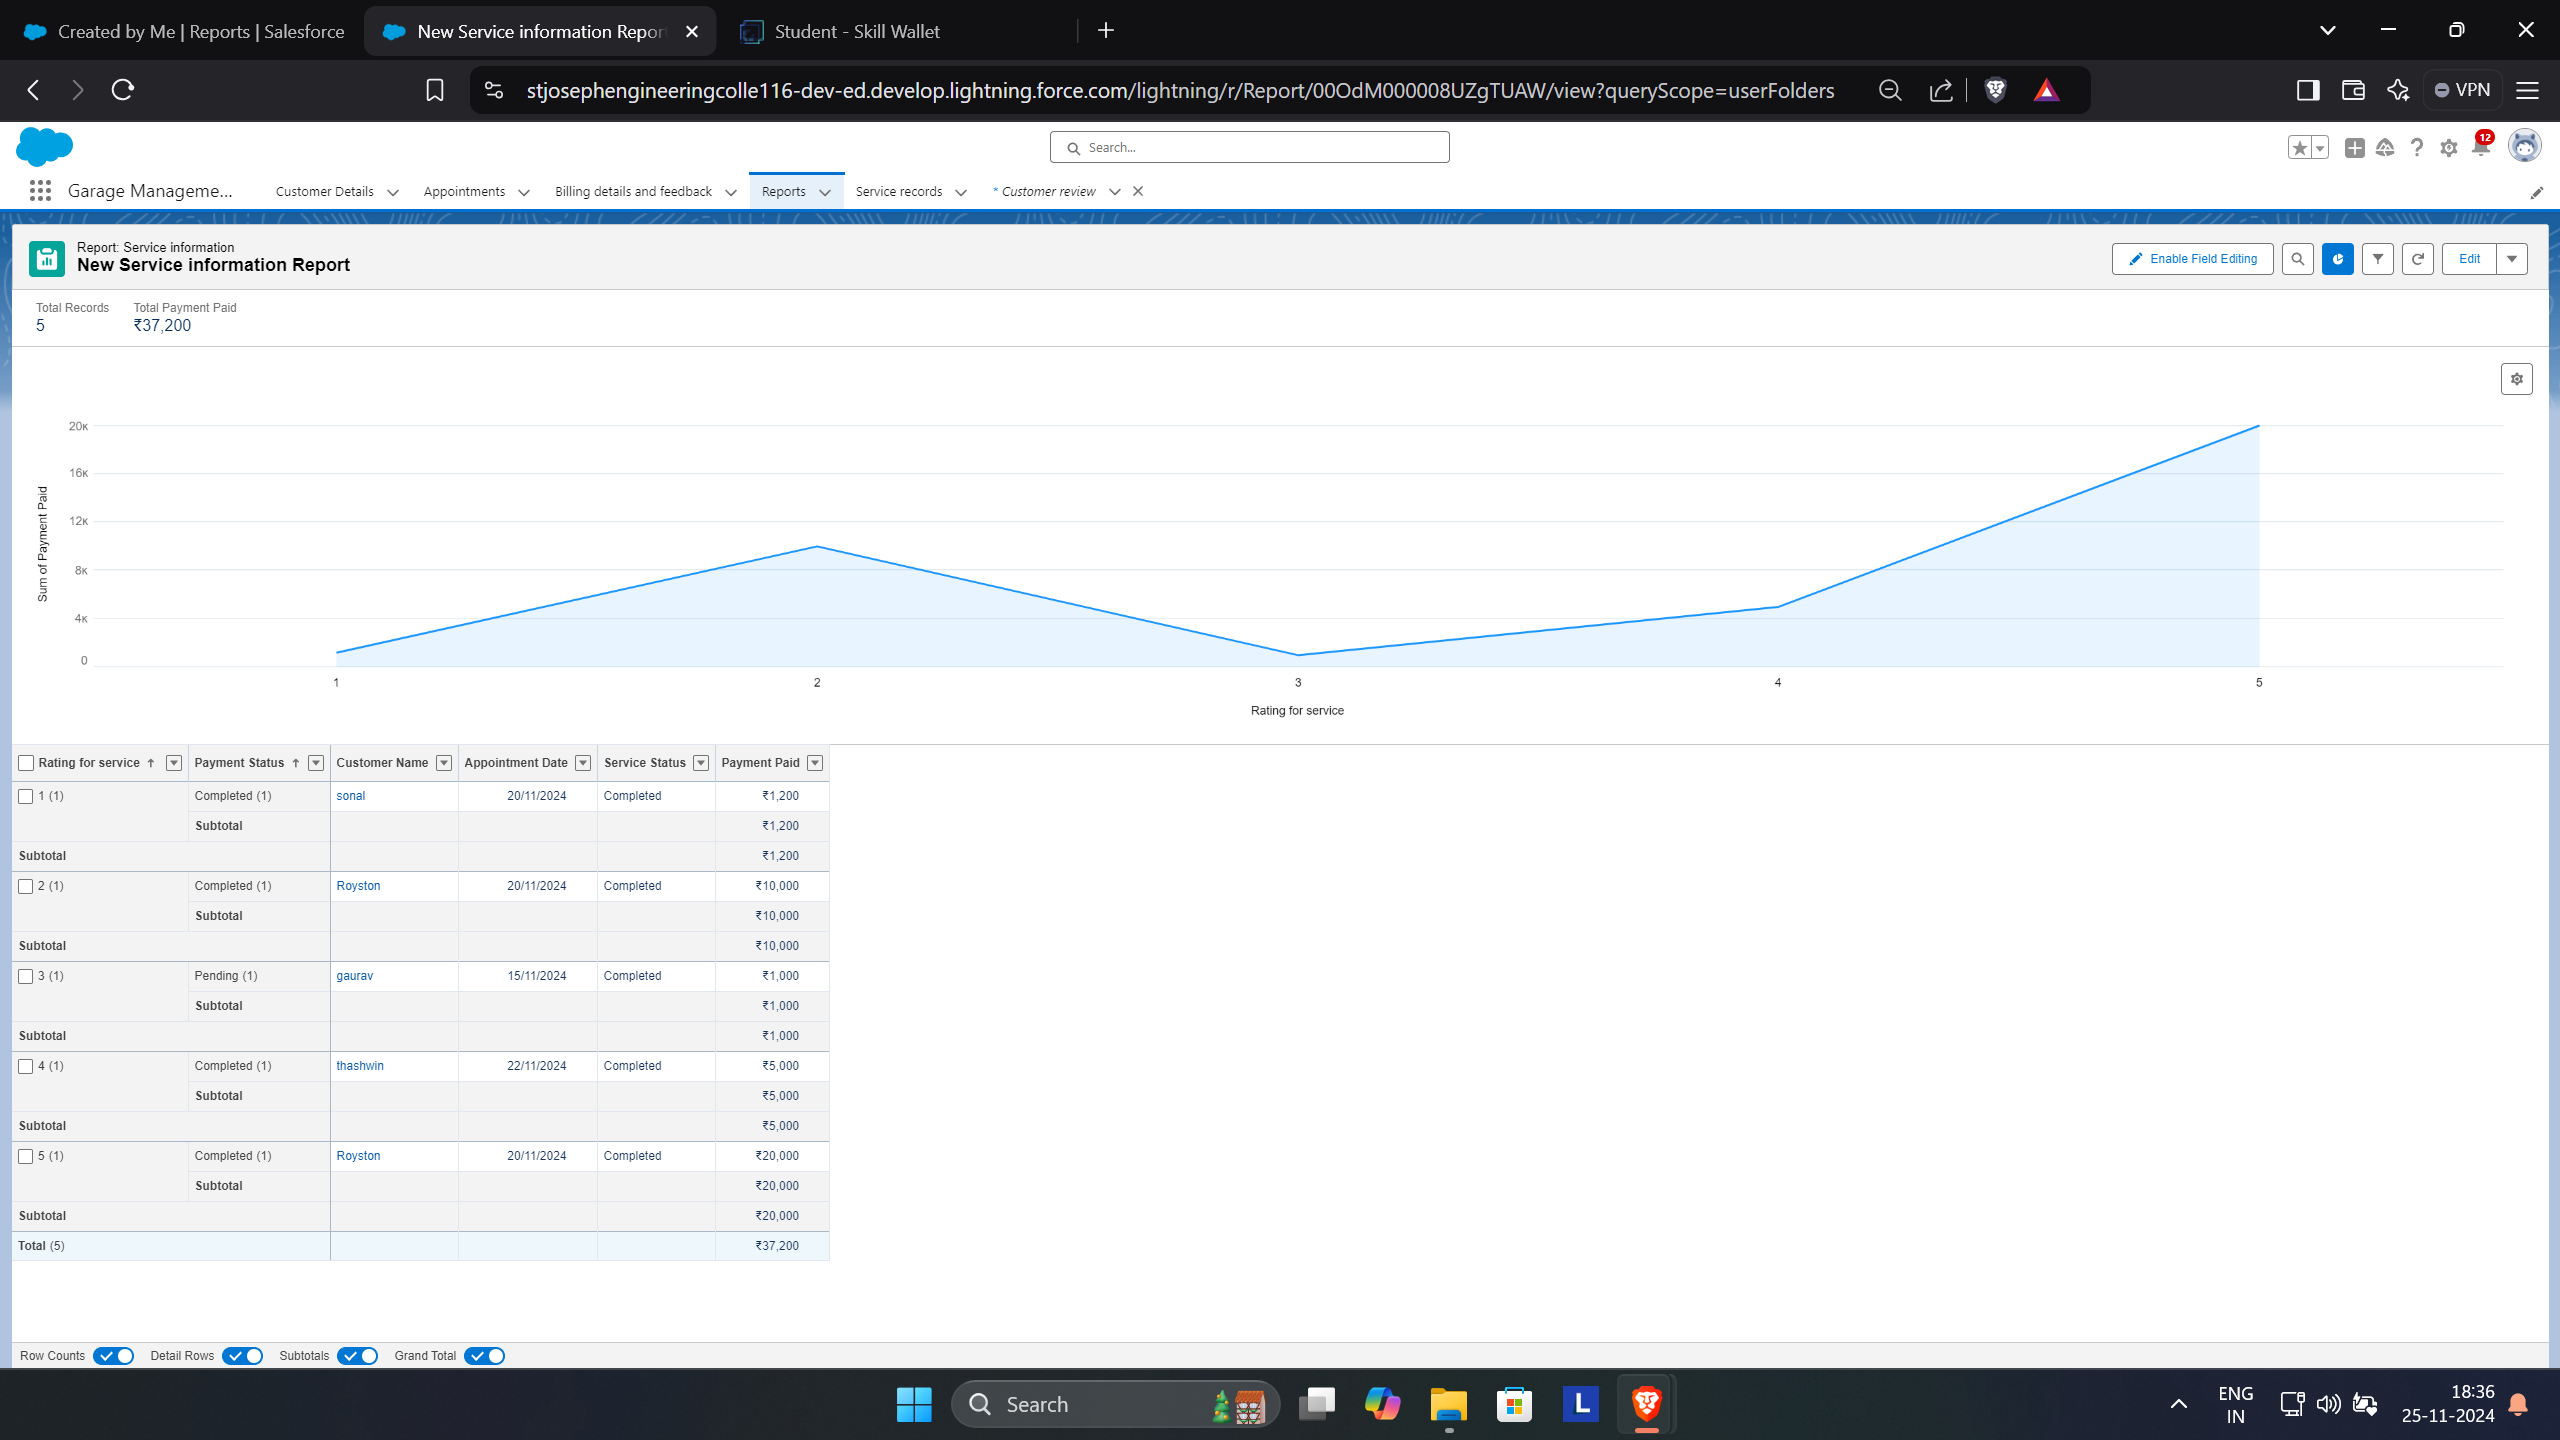 Created by Me | Reports | Salesforce
New Service information Repor
Student - Skill Wallet
stjosephengineeringcolle116-dev-ed.develop.lightning.force.com/lightning/r/Report/00OdM000008UZgTUAW/view?queryScope=userFolders
VPN
Search...
12
Garage Manageme...
Customer Details
Appointments
Billing details and feedback
Reports
Service records
* Customer review
Report: Service information
New Service information Report
Enable Field Editing
Edit
Total Records
5
Total Payment Paid
₹37,200
Sum of Payment Paid
20K
16K
12K
8K
4K
0
1 2 3 4 5
Rating for service
Rating for service ↑ Payment Status ↑ Customer Name Appointment Date Service Status Payment Paid
1 (1) Completed (1) sonal 20/11/2024 Completed ₹1,200
Subtotal ₹1,200
Subtotal ₹1,200
2 (1) Completed (1) Royston 20/11/2024 Completed ₹10,000
Subtotal ₹10,000
Subtotal ₹10,000
3 (1) Pending (1) gaurav 15/11/2024 Completed ₹1,000
Subtotal ₹1,000
Subtotal ₹1,000
4 (1) Completed (1) thashwin 22/11/2024 Completed ₹5,000
Subtotal ₹5,000
Subtotal ₹5,000
5 (1) Completed (1) Royston 20/11/2024 Completed ₹20,000
Subtotal ₹20,000
Subtotal ₹20,000
Total (5) ₹37,200
Row Counts Detail Rows Subtotals Grand Total
Search
L
ENG
IN
18:36
25-11-2024